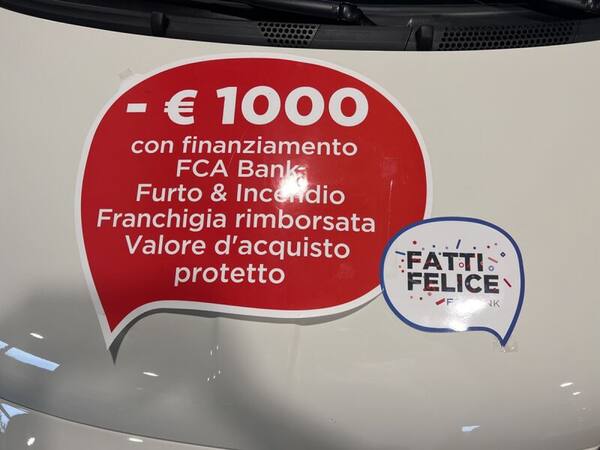 - € 1000
con finanziamento
FCA Bank
Furto & Incendio
Franchigia rimborsata
Valore d'acquisto
protetto
FATTI
FELICE